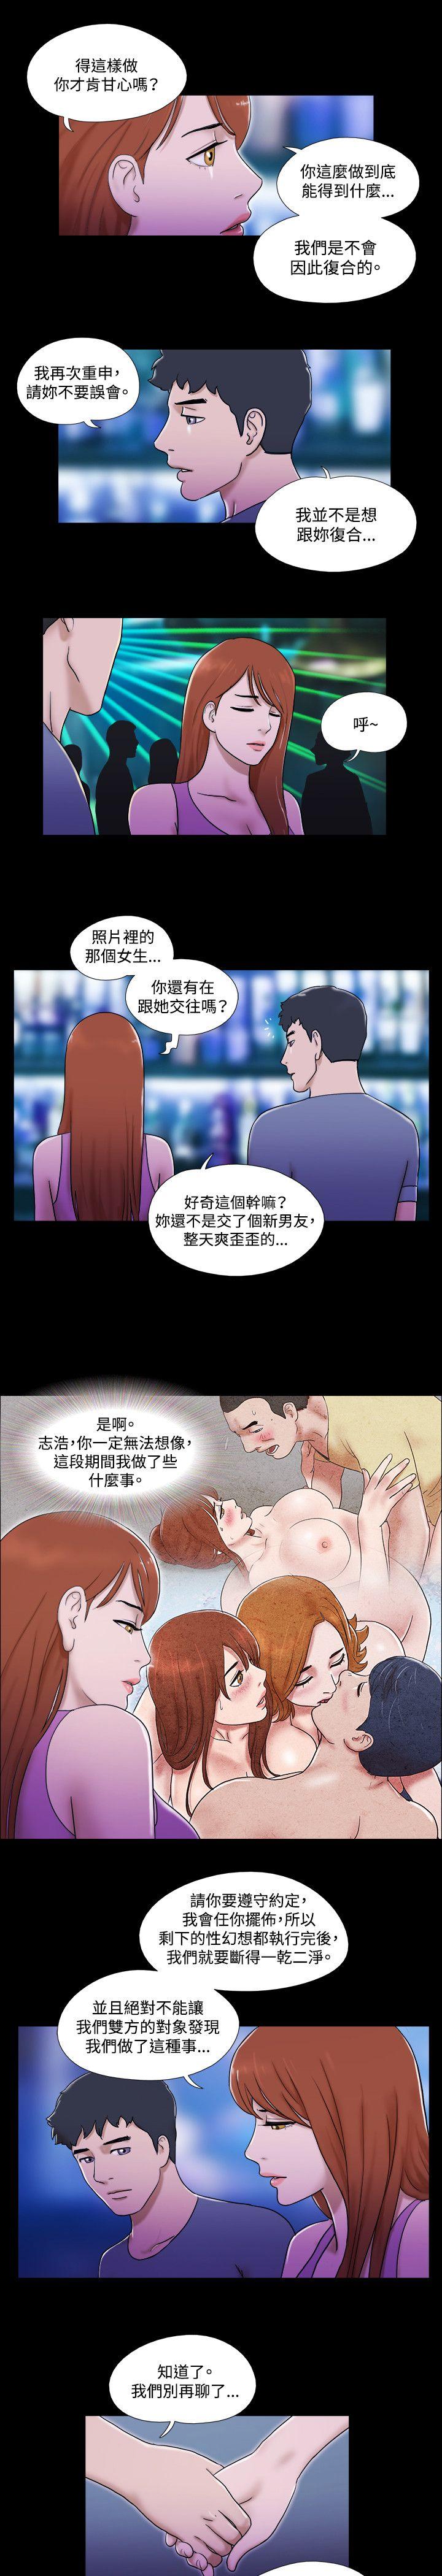 得這樣做
你才肯甘心嗎？
你這麼做到底
能得到什麼...
我們是不會
因此復合的。
我再次重申，
請妳不要誤會。
我並不是想
跟妳復合...
呼~
照片裡的
那個女生...
你還有在
跟她交往嗎？
好奇這個幹嘛？
妳還不是交了個新男友，
整天爽歪歪的...
是啊。
志浩，你一定無法想像，
這段期間我做了些
什麼事。
請你要遵守約定，
我會任你擺佈，所以
剩下的性幻想都執行完後，
我們就要斷得一乾二淨。
並且絕對不能讓
我們雙方的對象發現
我們做了這種事...
知道了。
我們別再聊了...